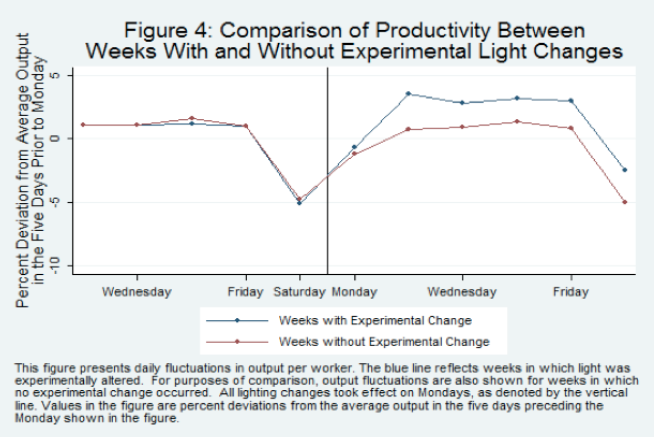 Figure 4: Comparison of Productivity Between
Weeks With and Without Experimental Light Changes
Percent Deviation from Average Output
in the Five Days Prior to Monday
5
0
-5
-10
Wednesday Friday Saturday Monday Wednesday Friday
Weeks with Experimental Change
Weeks without Experimental Change
This figure presents daily fluctuations in output per worker. The blue line reflects weeks in which light was
experimentally altered. For purposes of comparison, output fluctuations are also shown for weeks in which
no experimental change occurred. All lighting changes took effect on Mondays, as denoted by the vertical
line. Values in the figure are percent deviations from the average output in the five days preceding the
Monday shown in the figure.